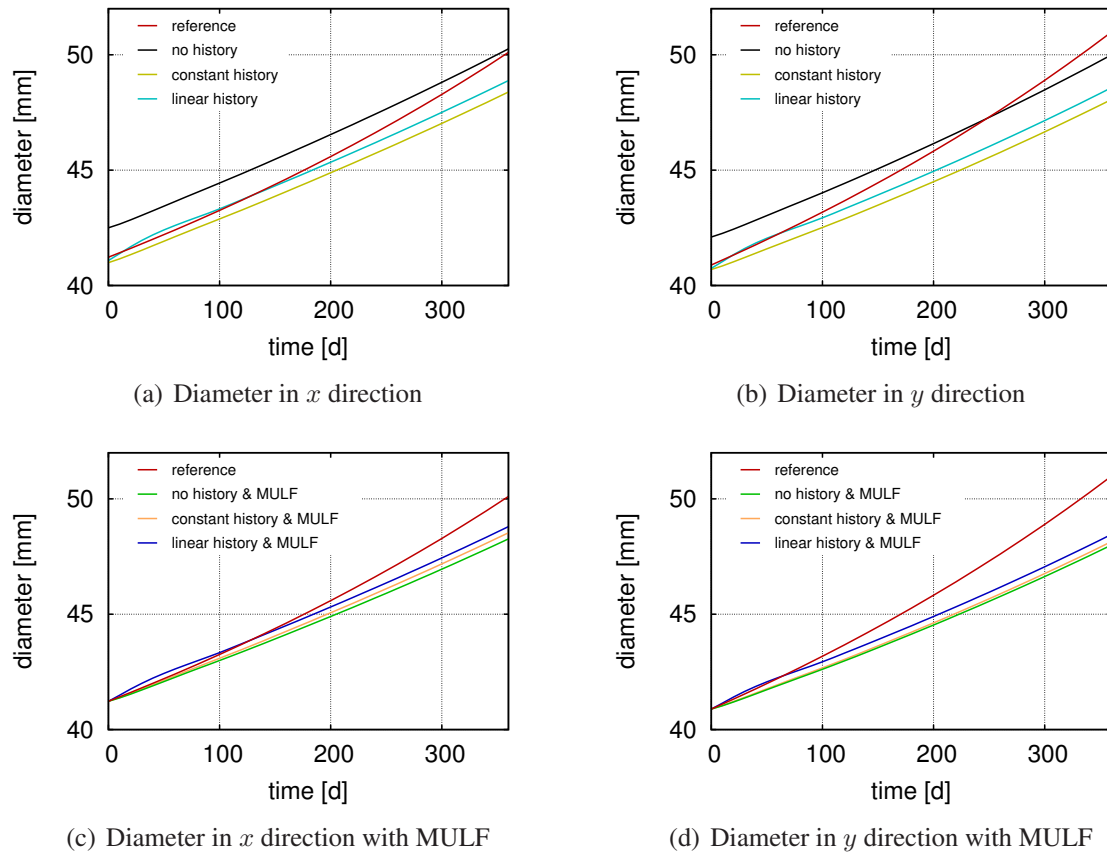 reference
no history
constant history
linear history
50
45
40
diameter [mm]
0 100 200 300
time [d]
(a) Diameter in x direction
reference
no history
constant history
linear history
50
45
40
diameter [mm]
0 100 200 300
time [d]
(b) Diameter in y direction
reference
no history & MULF
constant history & MULF
linear history & MULF
50
45
40
diameter [mm]
0 100 200 300
time [d]
(c) Diameter in x direction with MULF
reference
no history & MULF
constant history & MULF
linear history & MULF
50
45
40
diameter [mm]
0 100 200 300
time [d]
(d) Diameter in y direction with MULF